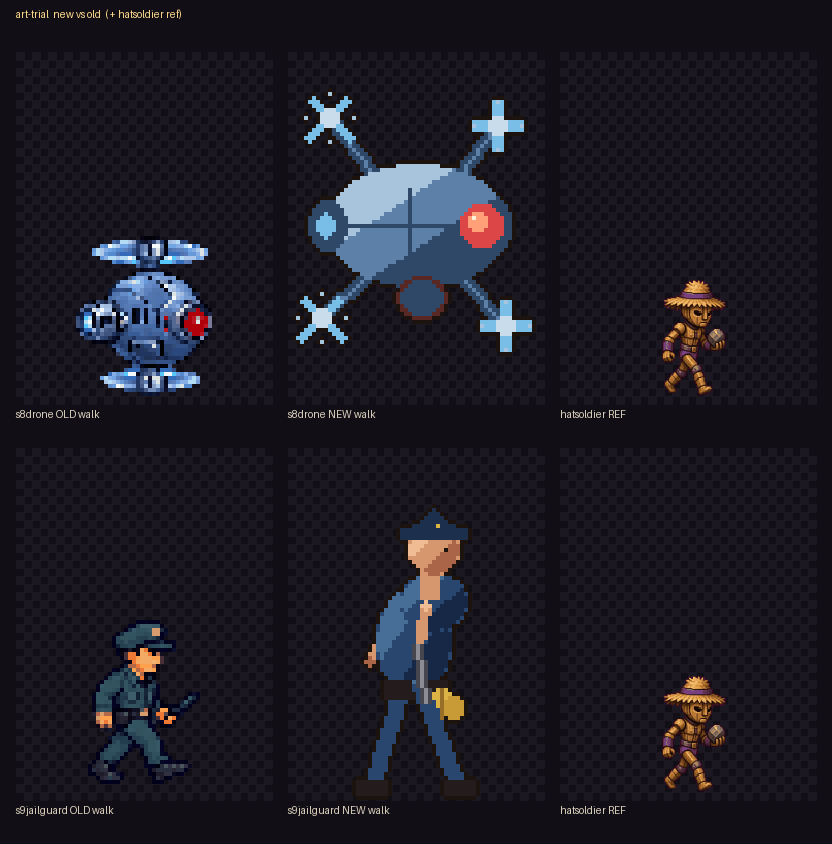 art-trial new vs old (+ hatsoldier ref)
s8drone OLD walk
s8drone NEW walk
hatsoldier REF
s9jailguard OLD walk
s9jailguard NEW walk
hatsoldier REF